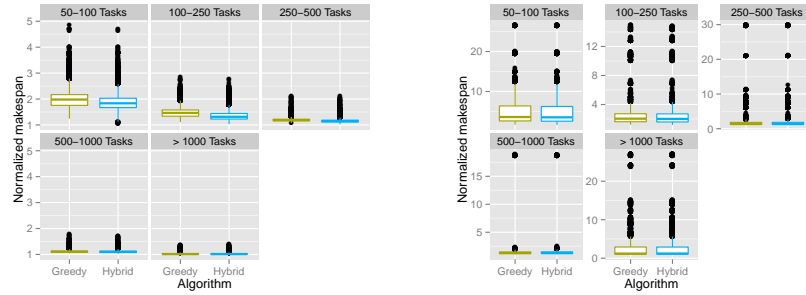 50−100 Tasks
100−250 Tasks
250−500 Tasks
5
4
3
2
1
500−1000 Tasks
> 1000 Tasks
5
4
3
2
1
Normalized makespan
Greedy
Hybrid
Greedy
Hybrid
Algorithm
50−100 Tasks
100−250 Tasks
250−500 Tasks
20
10
12
8
4
30
20
10
0
500−1000 Tasks
> 1000 Tasks
15
10
5
20
10
0
Normalized makespan
Greedy
Hybrid
Greedy
Hybrid
Algorithm